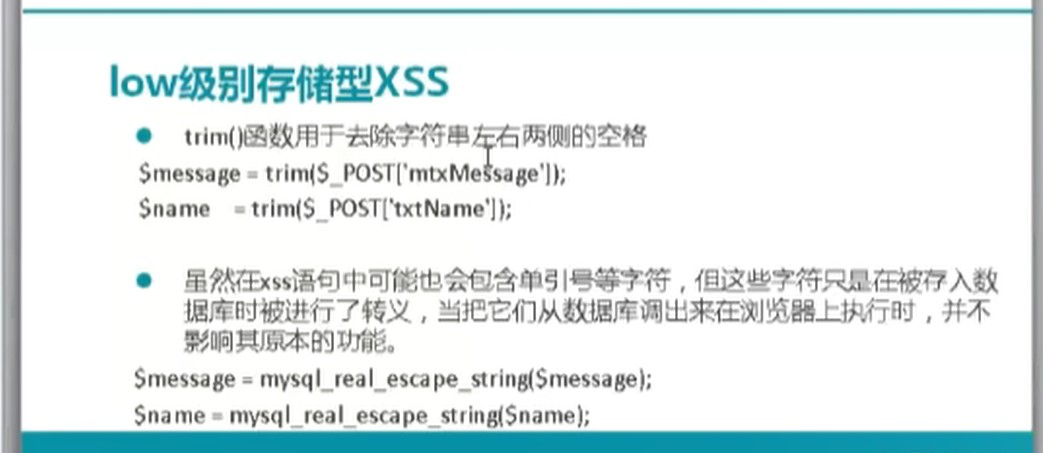 low级别存储型XSS
trim()函数用于去除字符串左右两侧的空格
$message = trim($_POST['mtxMessage']);
$name = trim($_POST['txtName']);
虽然在xss语句中可能也会包含单引号等字符，但这些字符只是在被存入数
据库时被进行了转义，当把它们从数据库调出来在浏览器上执行时，并不
影响其原本的功能。
$message = mysql_real_escape_string($message);
$name = mysql_real_escape_string($name);